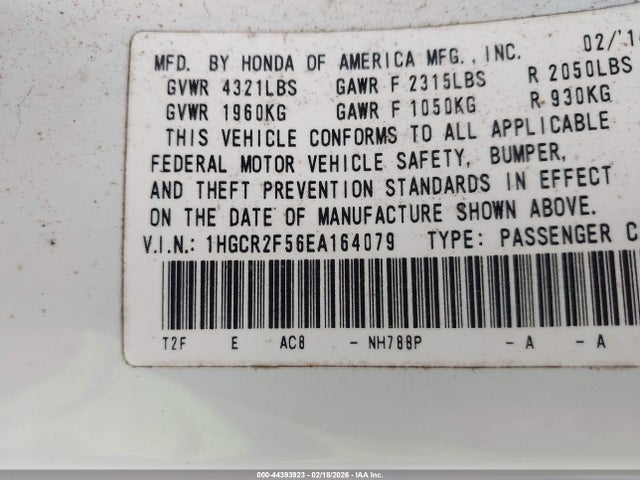 MFD. BY HONDA OF AMERICA MFG., INC. 02/'14
GVWR 4321LBS GAWR F 2315LBS R 2050LBS
GVWR 1960KG GAWR F 1050KG R 930KG
THIS VEHICLE CONFORMS TO ALL APPLICABLE
FEDERAL MOTOR VEHICLE SAFETY, BUMPER,
AND THEFT PREVENTION STANDARDS IN EFFECT
ON THE DATE OF MANUFACTURE SHOWN ABOVE.
V.I.N.: 1HGCR2F56EA164079 TYPE: PASSENGER C
T2F E AC8 - NH788P - A - A
000-44393923 - 02/18/2026 - IAA Inc.